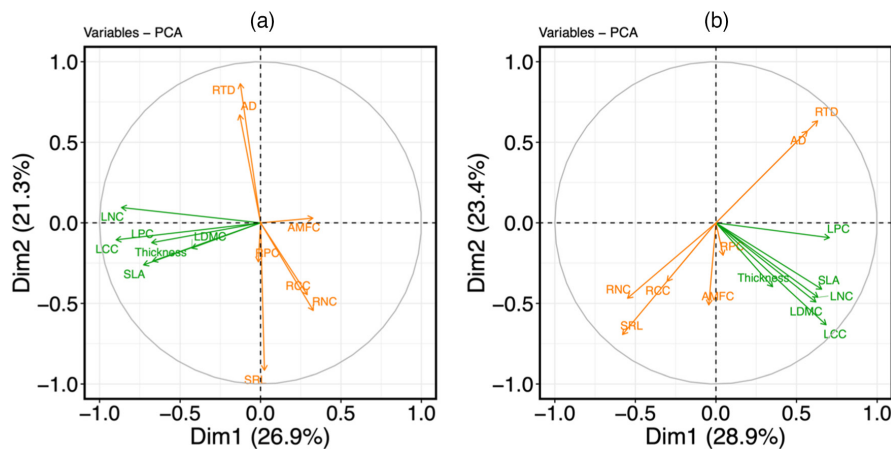 (a)
Variables − PCA
1.0
0.5
0.0
−0.5
−1.0
Dim2 (21.3%)
RTD
AD
LNC
AMFC
LPC
LDMC
LCC
Thickness
RPC
SLA
RCC
RNC
SRL
−1.0 −0.5 0.0 0.5 1.0
Dim1 (26.9%)
(b)
Variables − PCA
1.0
0.5
0.0
−0.5
−1.0
Dim2 (23.4%)
RTD
AD
LPC
RPC
Thickness
SLA
RNC
RCC
AMFC
LNC
LDMC
SRL
LCC
−1.0 −0.5 0.0 0.5 1.0
Dim1 (28.9%)